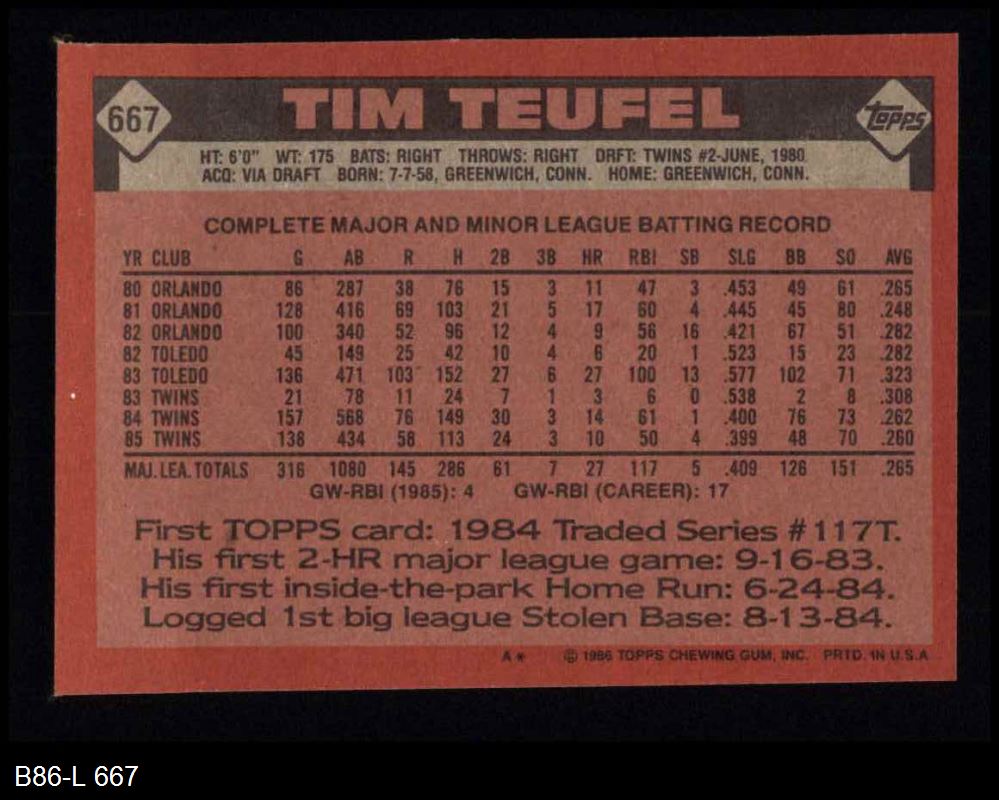 667 TIM TEUFEL Topps
HT: 6'0" WT: 175 BATS: RIGHT THROWS: RIGHT DRFT: TWINS #2-JUNE, 1980
ACQ: VIA DRAFT BORN: 7-7-58, GREENWICH, CONN. HOME: GREENWICH, CONN.
COMPLETE MAJOR AND MINOR LEAGUE BATTING RECORD
YR CLUB G AB R H 2B 3B HR RBI SB SLG BB SO AVG
80 ORLANDO 86 287 38 76 15 3 11 47 3 .453 49 61 .265
81 ORLANDO 128 416 69 103 21 5 17 60 4 .445 45 80 .248
82 ORLANDO 100 340 52 96 12 4 9 56 16 .421 67 51 .282
82 TOLEDO 45 149 25 42 10 4 6 20 1 .523 15 23 .282
83 TOLEDO 136 471 103 152 27 6 27 100 13 .577 102 71 .323
83 TWINS 21 78 11 24 7 1 3 6 0 .538 2 8 .308
84 TWINS 157 568 76 149 30 3 14 61 1 .400 76 73 .262
85 TWINS 138 434 58 113 24 3 10 50 4 .399 48 70 .260
MAJ. LEA. TOTALS 316 1080 145 286 61 7 27 117 5 .409 126 151 .265
GW-RBI (1985): 4 GW-RBI (CAREER): 17
First TOPPS card: 1984 Traded Series #117T.
His first 2-HR major league game: 9-16-83.
His first inside-the-park Home Run: 6-24-84.
Logged 1st big league Stolen Base: 8-13-84.
A* © 1986 TOPPS CHEWING GUM, INC. PRTD. IN U.S.A
B86-L 667